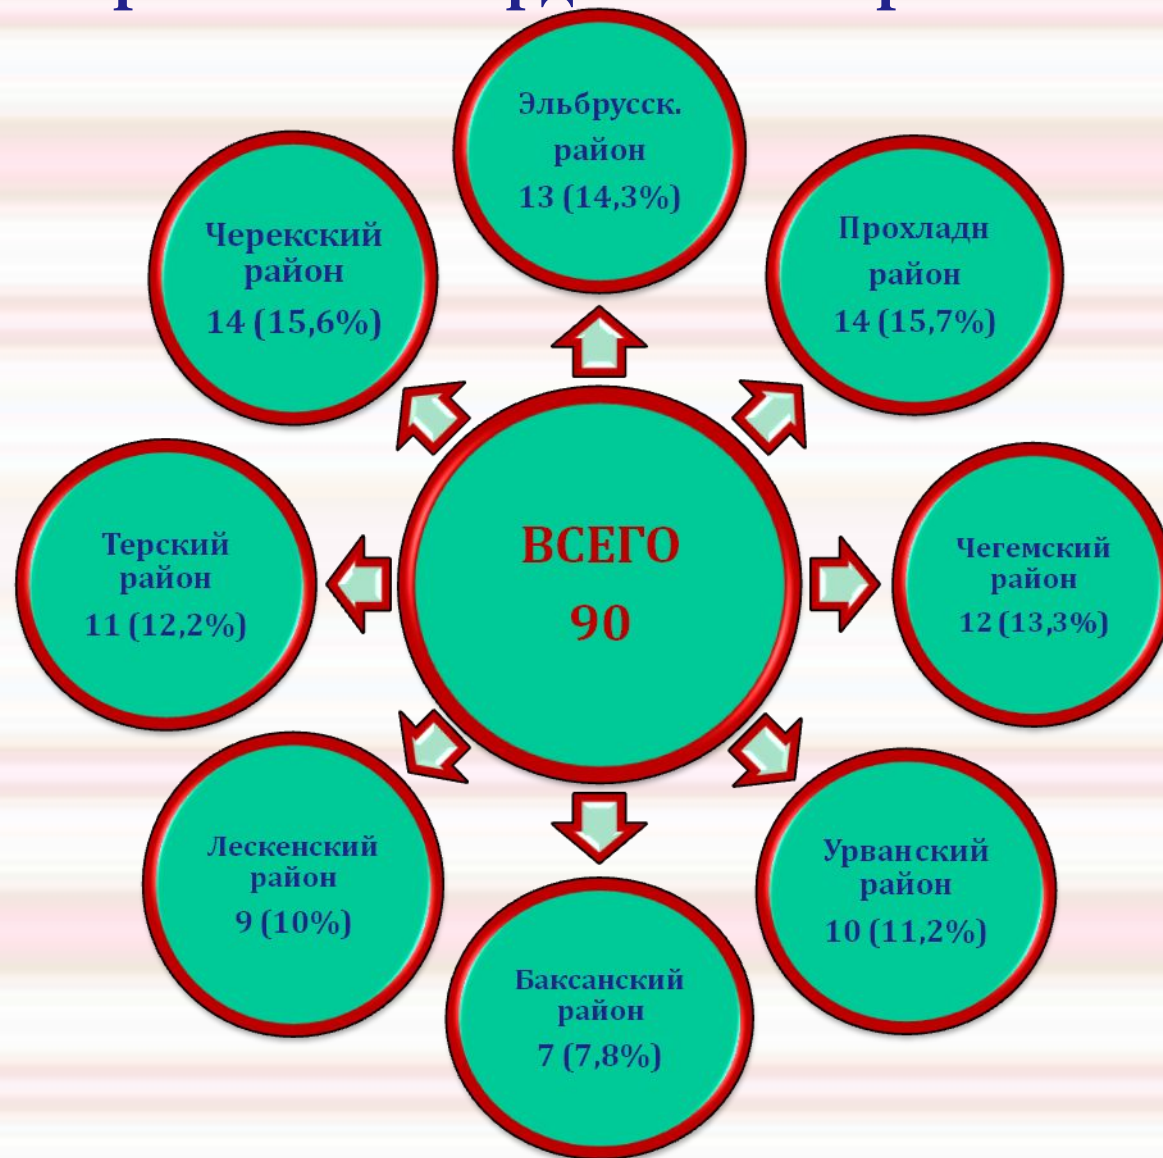 Эльбрусск.
район
13 (14,3%)
Прохладн
район
14 (15,7%)
Черекский
район
14 (15,6%)
ВСЕГО
90
Терский
район
11 (12,2%)
Чегемский
район
12 (13,3%)
Лескенский
район
9 (10%)
Урванский
район
10 (11,2%)
Баксанский
район
7 (7,8%)